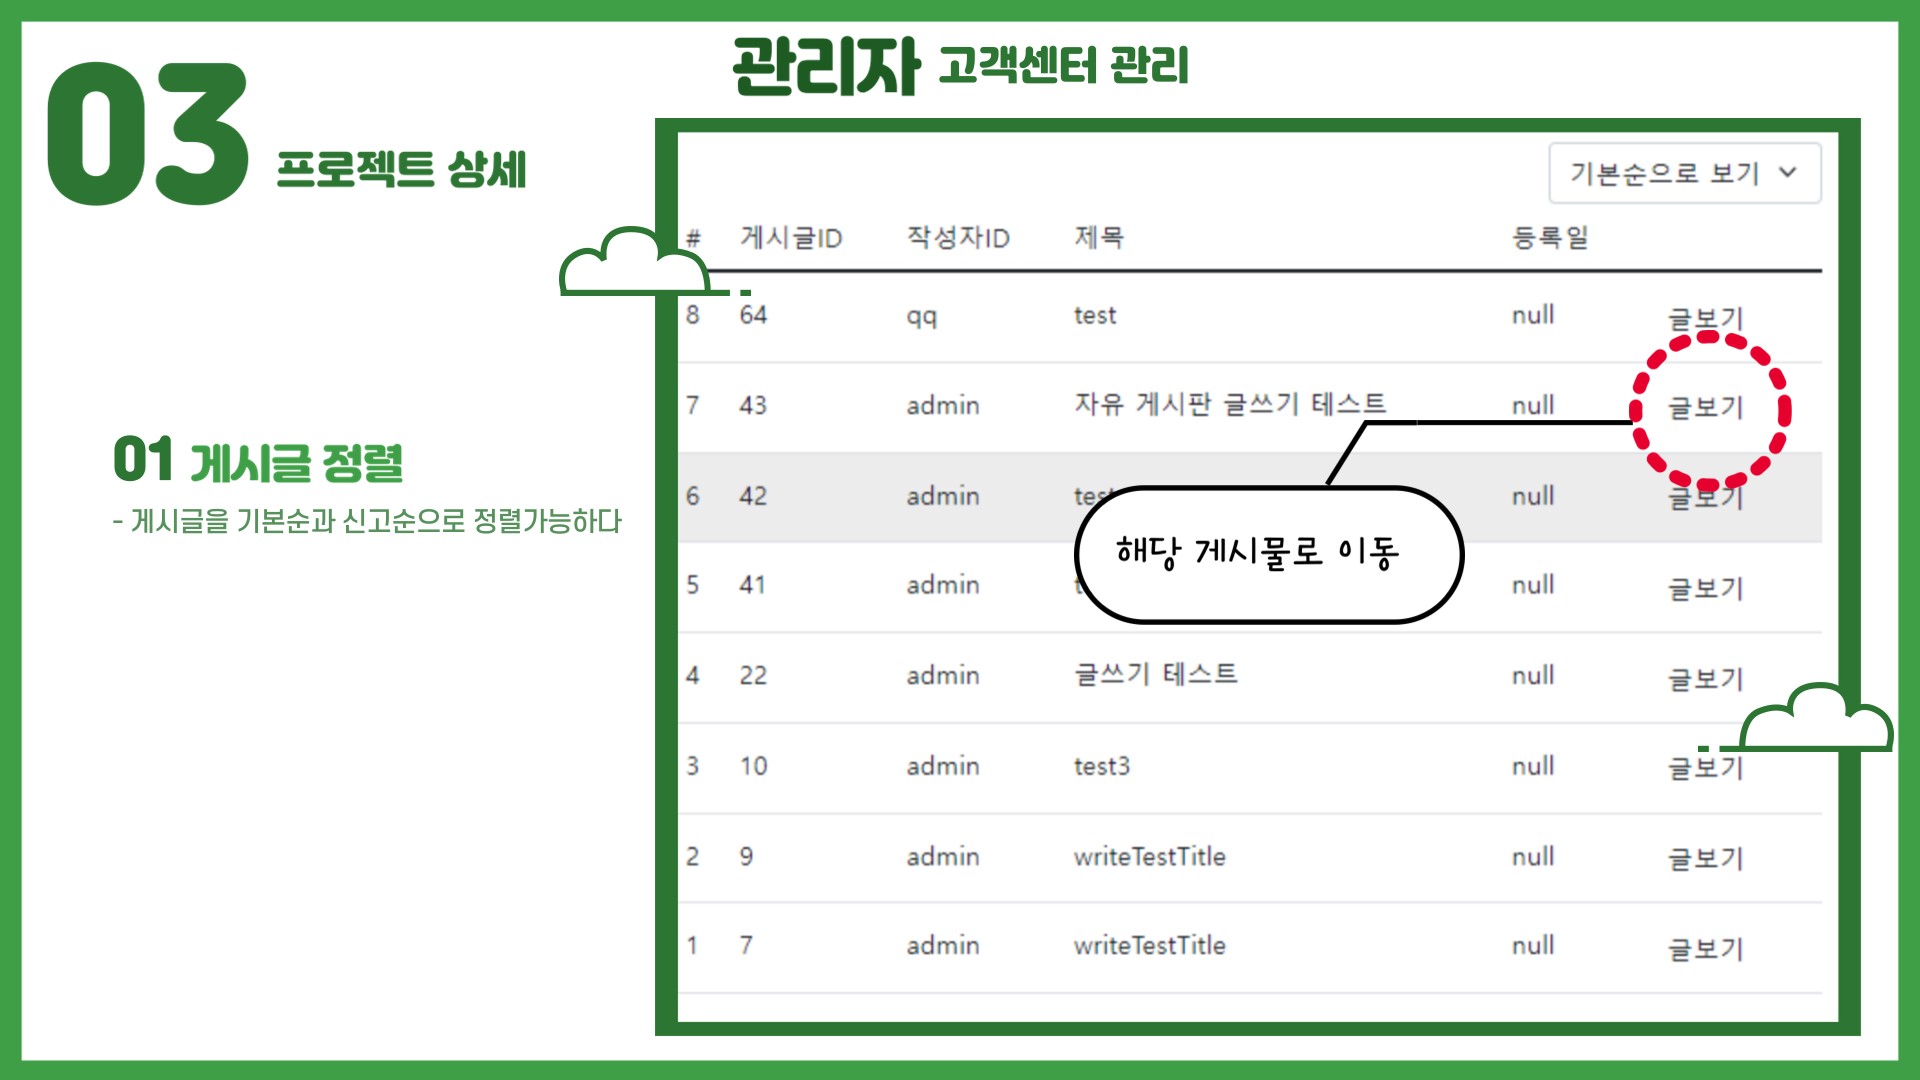 03 프로젝트 상세
관리자 고객센터 관리
01 게시글 정렬
- 게시글을 기본순과 신고순으로 정렬가능하다
기본순으로 보기
# 게시글ID 작성자ID 제목 등록일
8 64 qq test null 글보기
7 43 admin 자유 게시판 글쓰기 테스트 null 글보기
6 42 admin null 글보기
해당 게시물로 이동
5 41 admin null 글보기
4 22 admin 글쓰기 테스트 null 글보기
3 10 admin test3 null 글보기
2 9 admin writeTestTitle null 글보기
1 7 admin writeTestTitle null 글보기